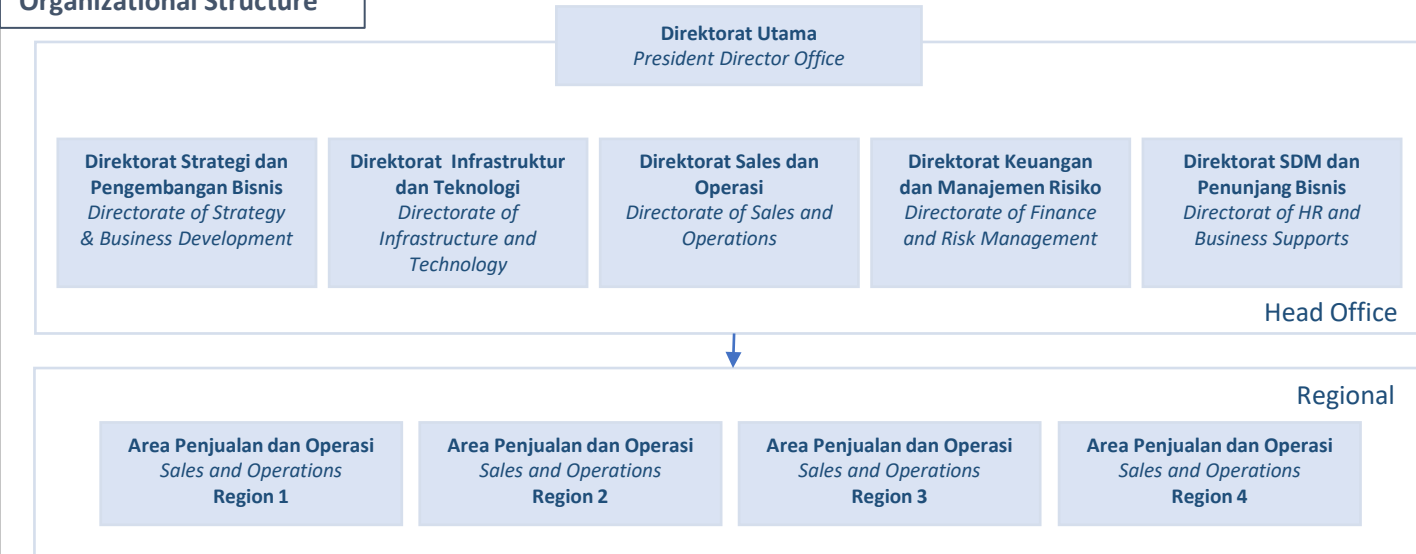 Organizational Structure
Direktorat Utama
President Director Office
Direktorat Strategi dan
Pengembangan Bisnis
Directorate of Strategy
& Business Development
Direktorat Infrastruktur
dan Teknologi
Directorate of
Infrastructure and
Technology
Direktorat Sales dan
Operasi
Directorate of Sales and
Operations
Direktorat Keuangan
dan Manajemen Risiko
Directorate of Finance
and Risk Management
Direktorat SDM dan
Penunjang Bisnis
Directorat of HR and
Business Supports
Head Office
Regional
Area Penjualan dan Operasi
Sales and Operations
Region 1
Area Penjualan dan Operasi
Sales and Operations
Region 2
Area Penjualan dan Operasi
Sales and Operations
Region 3
Area Penjualan dan Operasi
Sales and Operations
Region 4